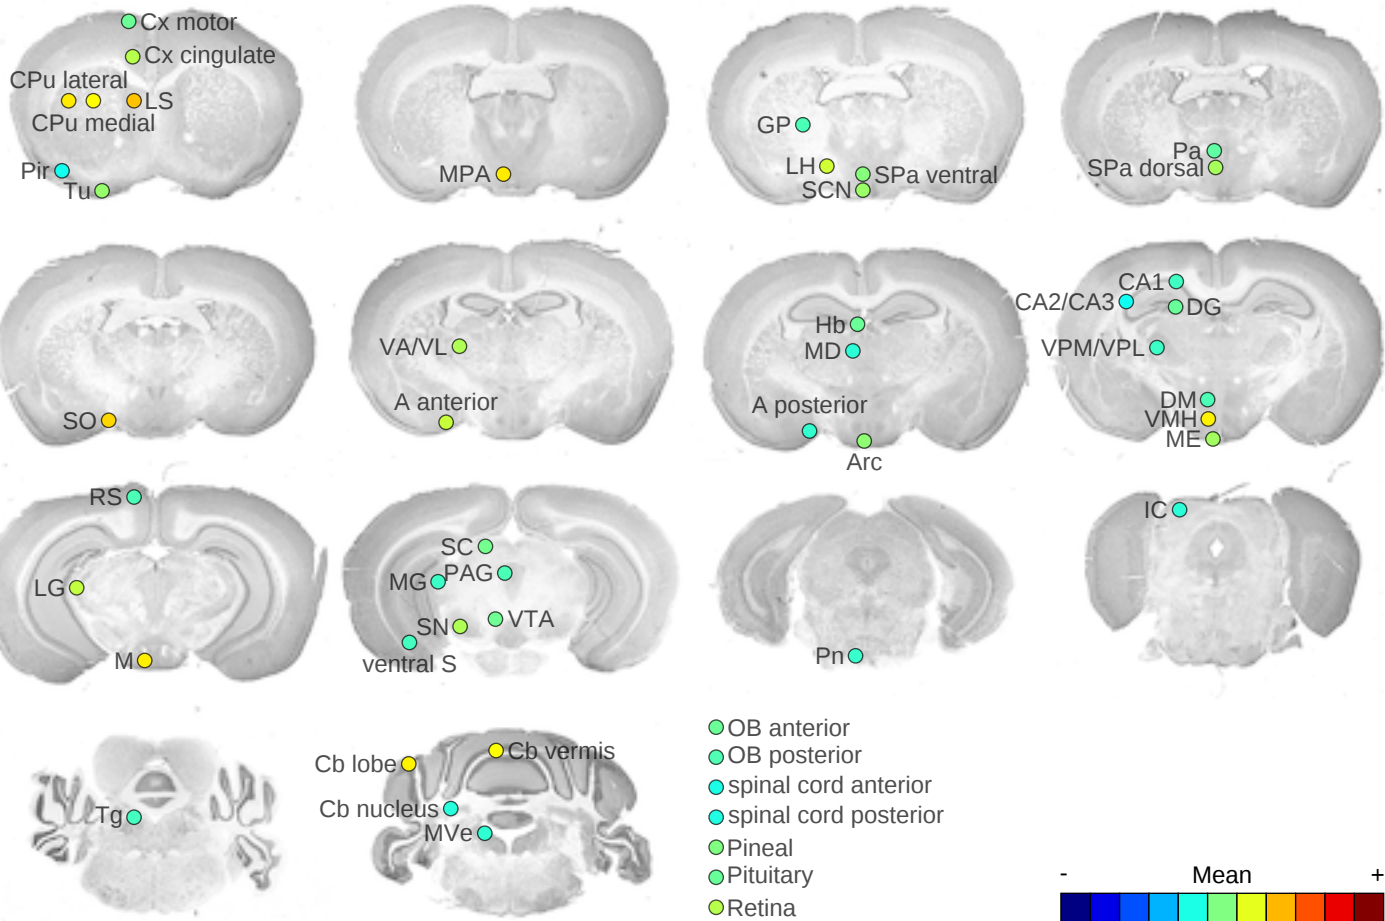 Cx motor
Cx cingulate
CPu lateral
LS
CPu medial
Pir
Tu
MPA
GP
LH
SPa ventral
SCN
Pa
SPa dorsal
SO
VA/VL
A anterior
Hb
MD
A posterior
Arc
CA1
CA2/CA3
DG
VPM/VPL
DM
VMH
ME
RS
LG
M
SC
PAG
MG
VTA
SN
ventral S
Pn
IC
Tg
Cb lobe
Cb vermis
Cb nucleus
MVe
OB anterior
OB posterior
spinal cord anterior
spinal cord posterior
Pineal
Pituitary
Retina
- Mean +